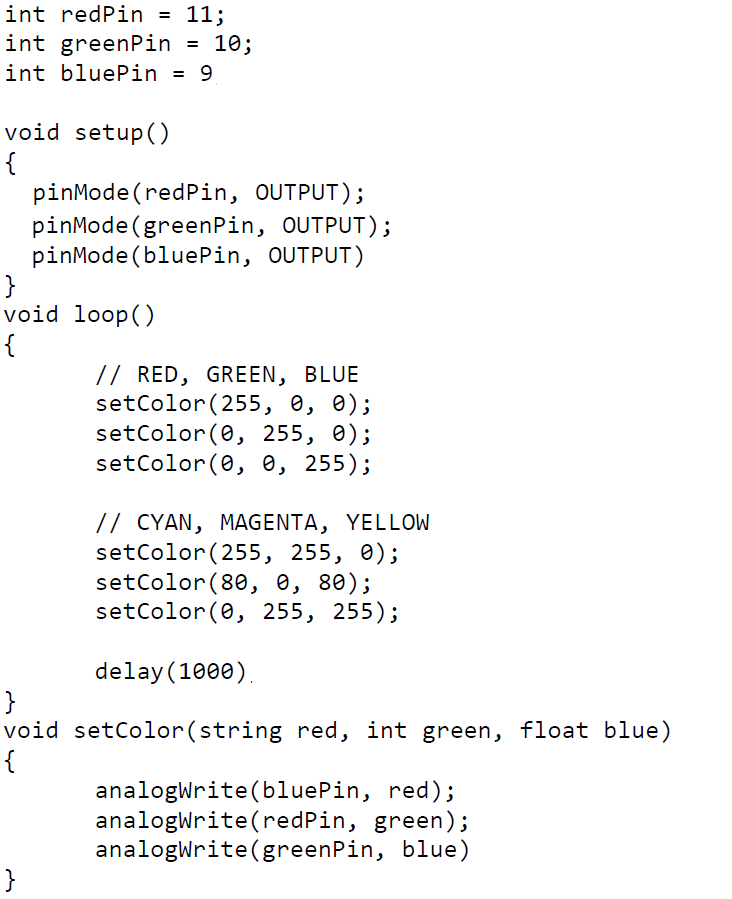 int redPin = 11;
int greenPin = 10;
int bluePin = 9

void setup()
{
  pinMode(redPin, OUTPUT);
  pinMode(greenPin, OUTPUT);
  pinMode(bluePin, OUTPUT)
}
void loop()
{
      // RED, GREEN, BLUE
      setColor(255, 0, 0);
      setColor(0, 255, 0);
      setColor(0, 0, 255);

      // CYAN, MAGENTA, YELLOW
      setColor(255, 255, 0);
      setColor(80, 0, 80);
      setColor(0, 255, 255);

      delay(1000)
}
void setColor(string red, int green, float blue)
{
      analogWrite(bluePin, red);
      analogWrite(redPin, green);
      analogWrite(greenPin, blue)
}